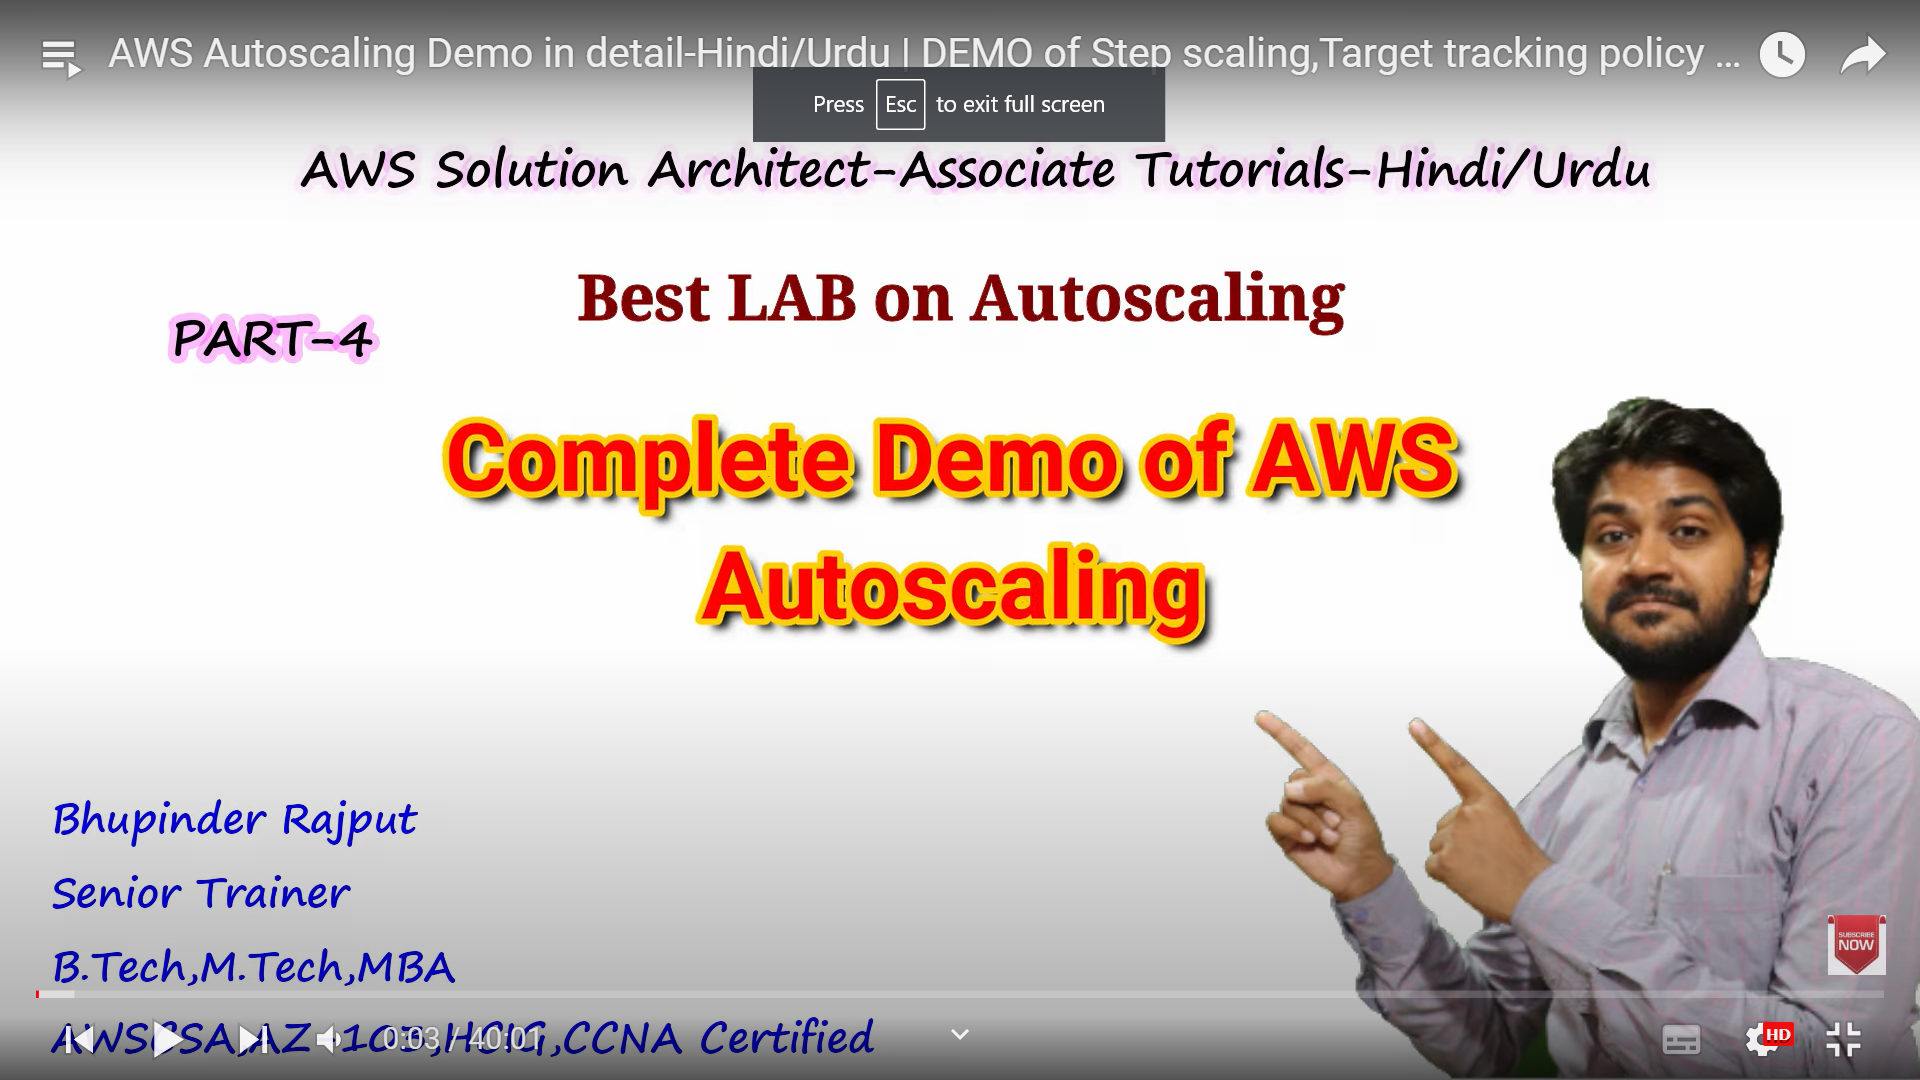 AWS Autoscaling Demo in detail-Hindi/Urdu | DEMO of Step scaling,Target tracking policy ...
Press Esc to exit full screen
AWS Solution Architect-Associate Tutorials-Hindi/Urdu
Best LAB on Autoscaling
PART-4
Complete Demo of AWS
Autoscaling
Bhupinder Rajput
Senior Trainer
B.Tech,M.Tech,MBA
SUBSCRIBE
NOW
CCNA Certified
0:03 / 40:01
HD